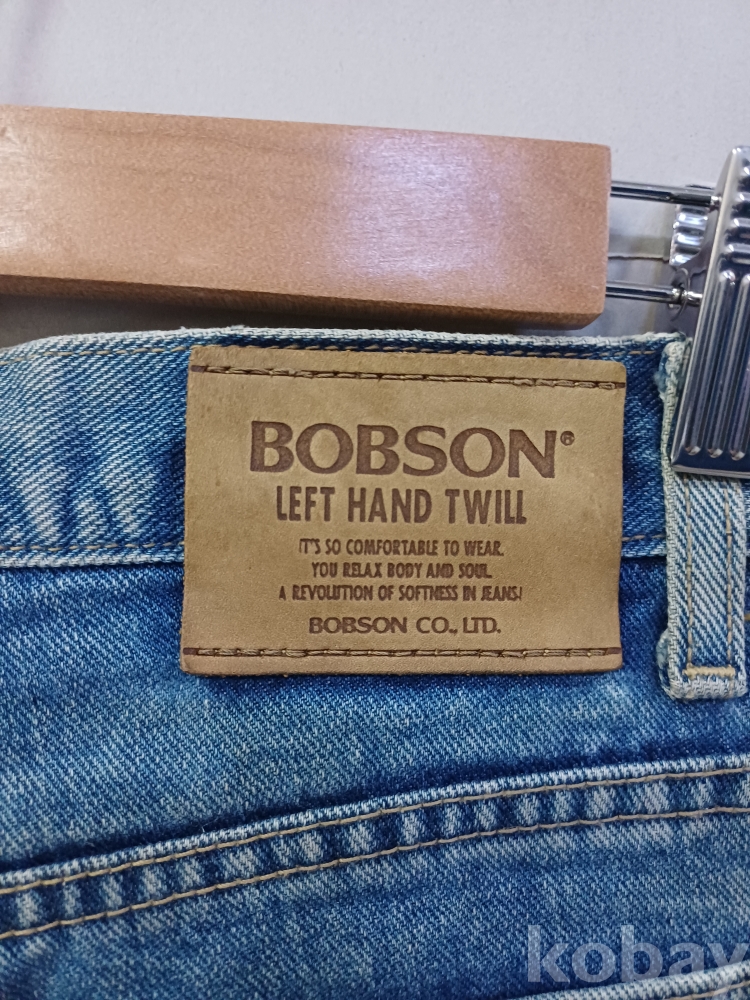 BOBSON®
LEFT HAND TWILL
IT'S SO COMFORTABLE TO WEAR.
YOU RELAX BODY AND SOUL.
A REVOLUTION OF SOFTNESS IN JEANS!
BOBSON CO., LTD.
kobay